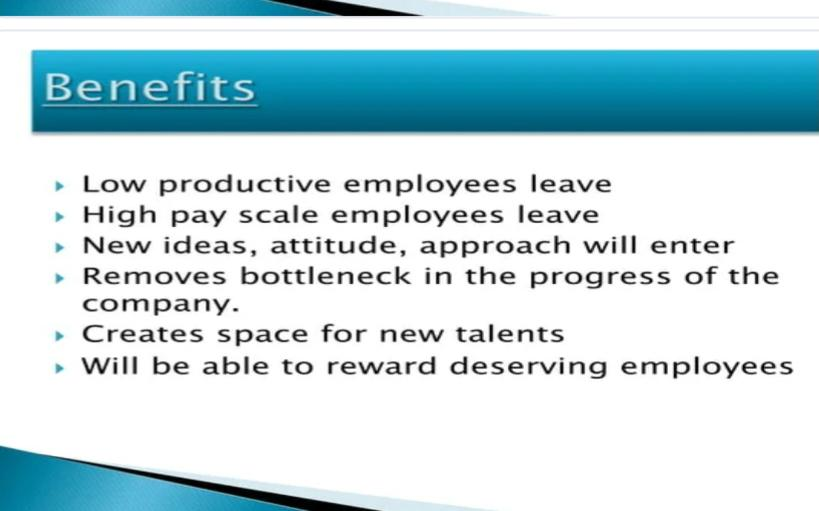 Benefits
Low productive employees leave
High pay scale employees leave
New ideas, attitude, approach will enter
Removes bottleneck in the progress of the
company.
Creates space for new talents
Will be able to reward deserving employees